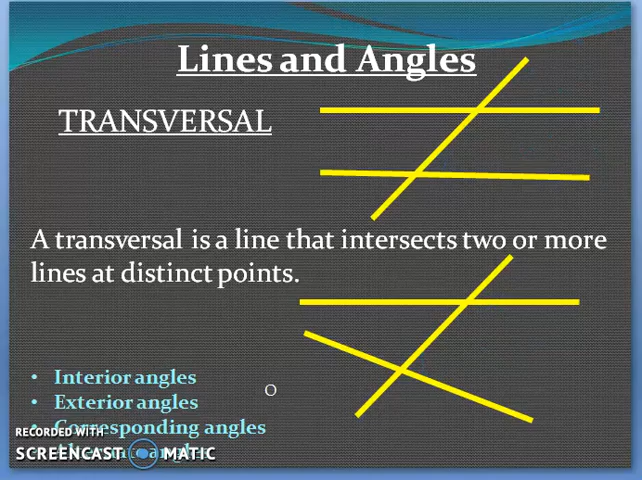 Lines and Angles
TRANSVERSAL
A transversal is a line that intersects two or more
lines at distinct points.
• Interior angles
• Exterior angles
• Corresponding angles
O
RECORDED WITH
SCREENCAST MATIC